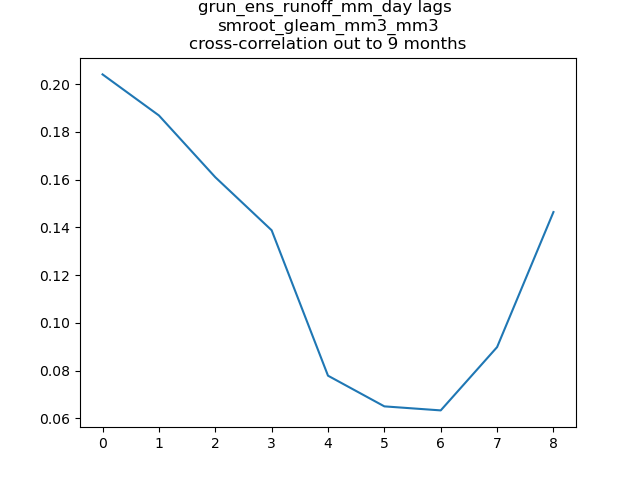 grun_ens_runoff_mm_day lags
smroot_gleam_mm3_mm3
cross-correlation out to 9 months
0.20
0.18
0.16
0.14
0.12
0.10
0.08
0.06
0 1 2 3 4 5 6 7 8